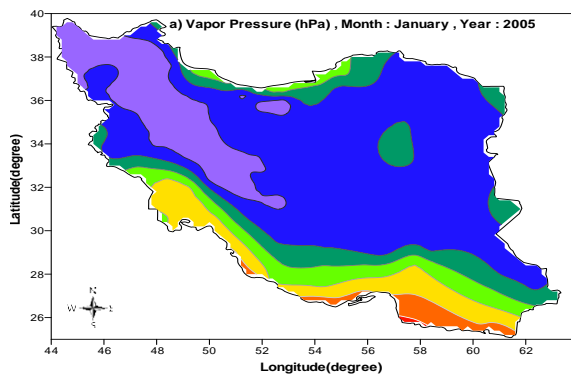 a) Vapor Pressure (hPa) , Month : January , Year : 2005
40
38
36
34
32
30
28
26
Latitude(degree)
N
W E
S
44 46 48 50 52 54 56 58 60 62
Longitude(degree)